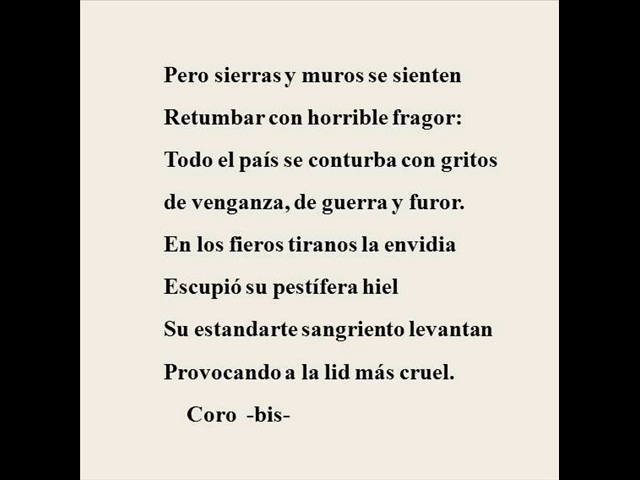 Pero sierras y muros se sienten
Retumbar con horrible fragor:
Todo el país se conturba con gritos
de venganza, de guerra y furor.
En los fieros tiranos la envidia
Escupió su pestífera hiel
Su estandarte sangriento levantan
Provocando a la lid más cruel.
Coro -bis-